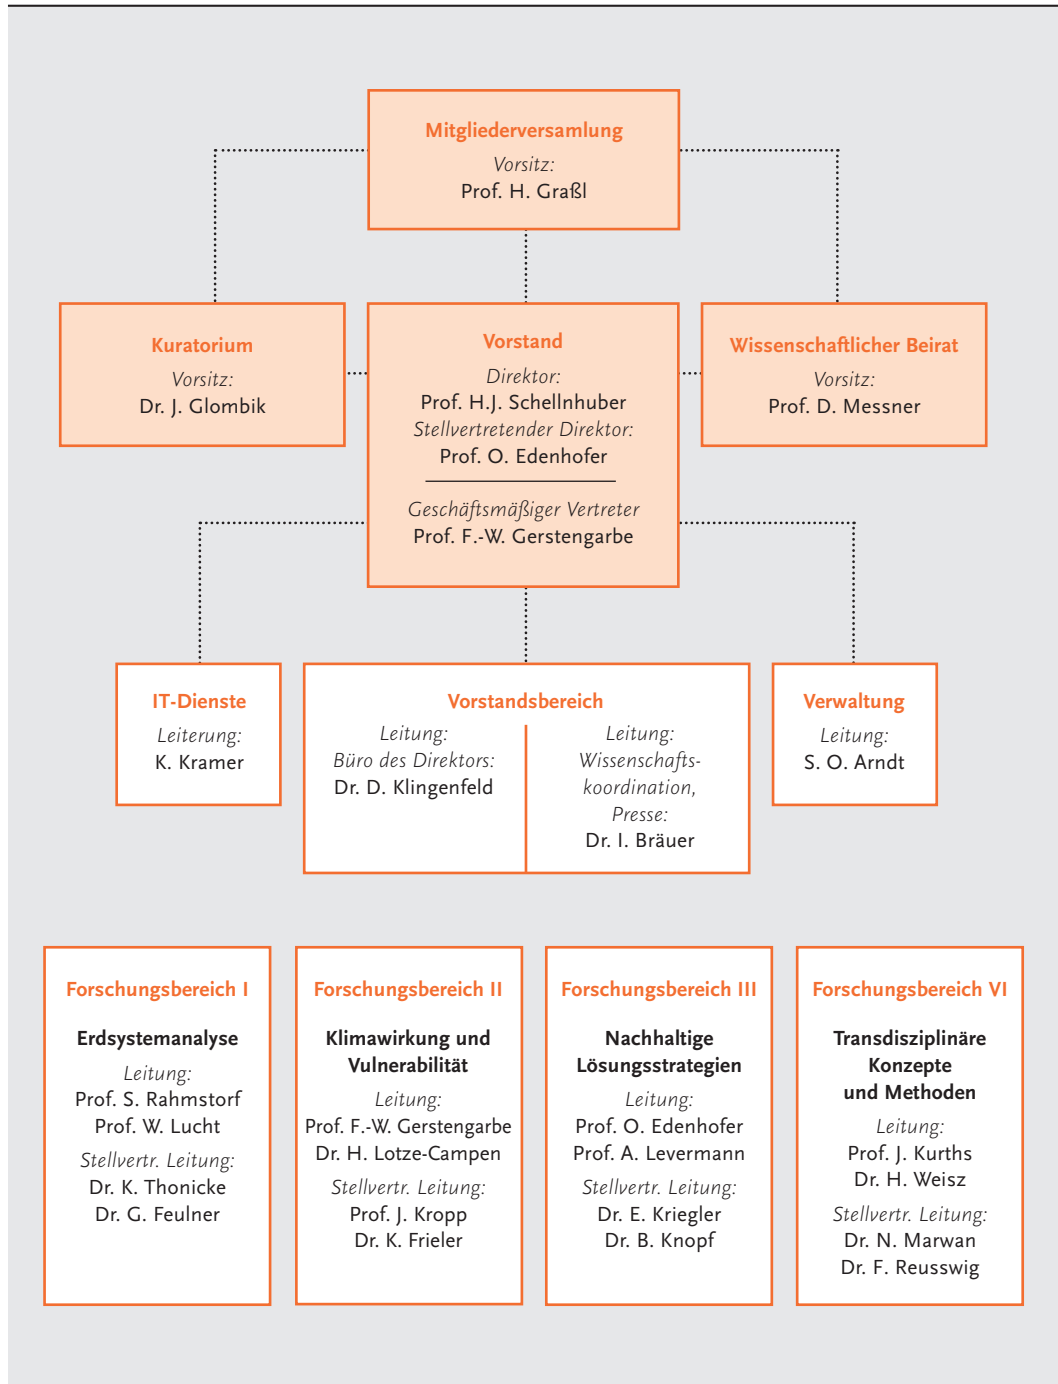 Mitgliederversamlung
Vorsitz:
Prof. H. Graßl
Kuratorium
Vorsitz:
Dr. J. Glombik
Vorstand
Direktor:
Prof. H.J. Schellnhuber
Stellvertretender Direktor:
Prof. O. Edenhofer
Geschäftsmäßiger Vertreter
Prof. F.-W. Gerstengarbe
Wissenschaftlicher Beirat
Vorsitz:
Prof. D. Messner
IT-Dienste
Leiterung:
K. Kramer
Vorstandsbereich
Leitung:
Büro des Direktors:
Dr. D. Klingenfeld
Leitung:
Wissenschafts-
koordination,
Presse:
Dr. I. Bräuer
Verwaltung
Leitung:
S. O. Arndt
Forschungsbereich I
Erdsystemanalyse
Leitung:
Prof. S. Rahmstorf
Prof. W. Lucht
Stellvertr. Leitung:
Dr. K. Thonicke
Dr. G. Feulner
Forschungsbereich II
Klimawirkung und
Vulnerabilität
Leitung:
Prof. F.-W. Gerstengarbe
Dr. H. Lotze-Campen
Stellvertr. Leitung:
Prof. J. Kropp
Dr. K. Frieler
Forschungsbereich III
Nachhaltige
Lösungsstrategien
Leitung:
Prof. O. Edenhofer
Prof. A. Levermann
Stellvertr. Leitung:
Dr. E. Kriegler
Dr. B. Knopf
Forschungsbereich VI
Transdisziplinäre
Konzepte
und Methoden
Leitung:
Prof. J. Kurths
Dr. H. Weisz
Stellvertr. Leitung:
Dr. N. Marwan
Dr. F. Reusswig